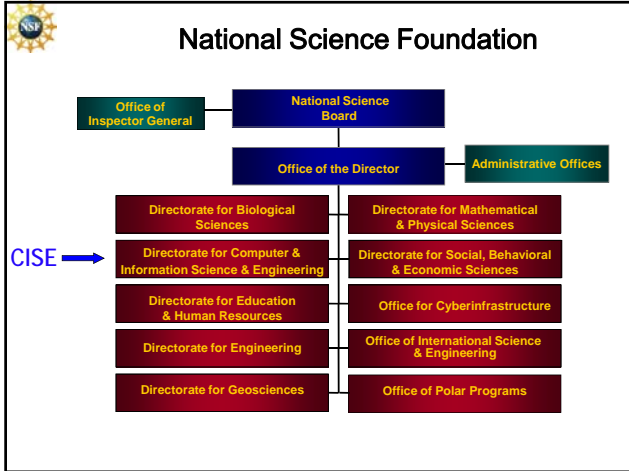 NSF
National Science Foundation
Office of
Inspector General
National Science
Board
Office of the Director
Administrative Offices
Directorate for Biological
Sciences
Directorate for Mathematical
& Physical Sciences
CISE
Directorate for Computer &
Information Science & Engineering
Directorate for Social, Behavioral
& Economic Sciences
Directorate for Education
& Human Resources
Office for Cyberinfrastructure
Directorate for Engineering
Office of International Science
& Engineering
Directorate for Geosciences
Office of Polar Programs